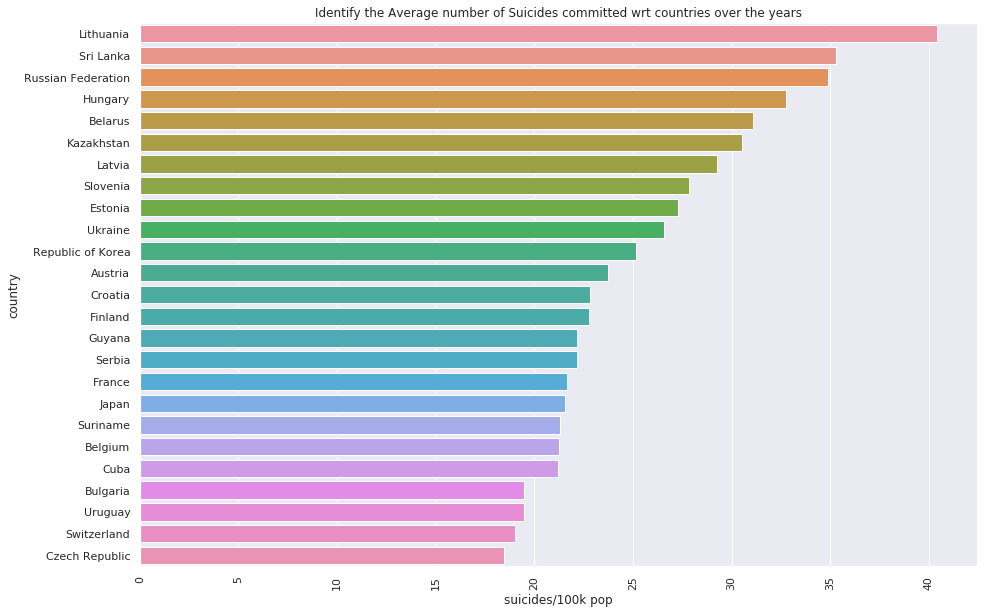 Identify the Average number of Suicides committed wrt countries over the years
Lithuania
Sri Lanka
Russian Federation
Hungary
Belarus
Kazakhstan
Latvia
Slovenia
Estonia
Ukraine
Republic of Korea
Austria
Croatia
Finland
Guyana
Serbia
France
Japan
Suriname
Belgium
Cuba
Bulgaria
Uruguay
Switzerland
Czech Republic
country
0 5 10 15 20 25 30 35 40
suicides/100k pop